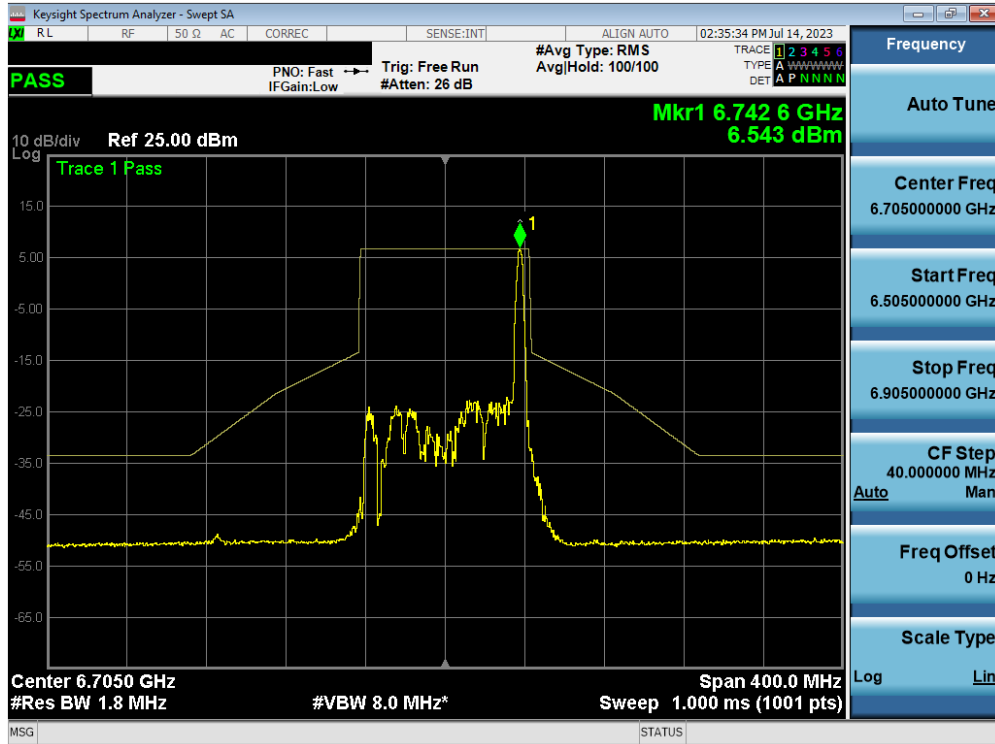 Keysight Spectrum Analyzer - Swept SA
LXI RL RF 50 Ω AC CORREC SENSE:INT ALIGN AUTO 02:35:34 PM Jul 14, 2023
PASS
PNO: Fast
IFGain:Low
Trig: Free Run
#Atten: 26 dB
#Avg Type: RMS
Avg|Hold: 100/100
TRACE 1 2 3 4 5 6
TYPE A WWWWW
DET A P N N N N
Mkr1 6.742 6 GHz
6.543 dBm
10 dB/div Ref 25.00 dBm
Log
Trace 1 Pass
1
15.0
5.00
-5.00
-15.0
-25.0
-35.0
-45.0
-55.0
-65.0
Center 6.7050 GHz Span 400.0 MHz
#Res BW 1.8 MHz #VBW 8.0 MHz* Sweep 1.000 ms (1001 pts)
MSG STATUS
Frequency
Auto Tune
Center Freq
6.705000000 GHz
Start Freq
6.505000000 GHz
Stop Freq
6.905000000 GHz
CF Step
40.000000 MHz
Auto Man
Freq Offset
0 Hz
Scale Type
Log Lin